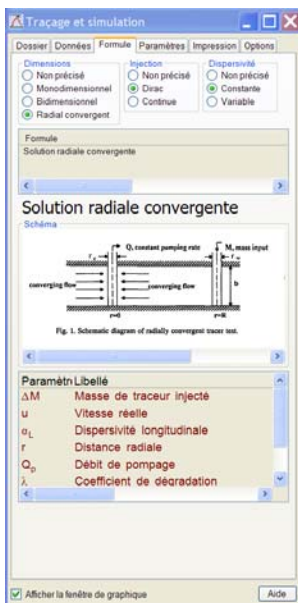 Traçage et simulation
Dossier Données Formule Paramètres Impression Options
Dimensions
Non précisé
Monodimensionnel
Bidimensionnel
Radial convergent
Injection
Non précisé
Dirac
Continue
Dispersivité
Non précisé
Constante
Variable
Formule
Solution radiale convergente
Solution radiale convergente
Schéma
Q, constant pumping rate M, mass input
converging flow converging flow b
r=0 r=R
Fig. 1. Schematic diagram of radially convergent tracer test.
Paramètr Libellé
ΔM Masse de traceur injecté
u Vitesse réelle
αL Dispersivité longitudinale
r Distance radiale
Qp Débit de pompage
λ Coefficient de dégradation
Afficher la fenêtre de graphique Aide